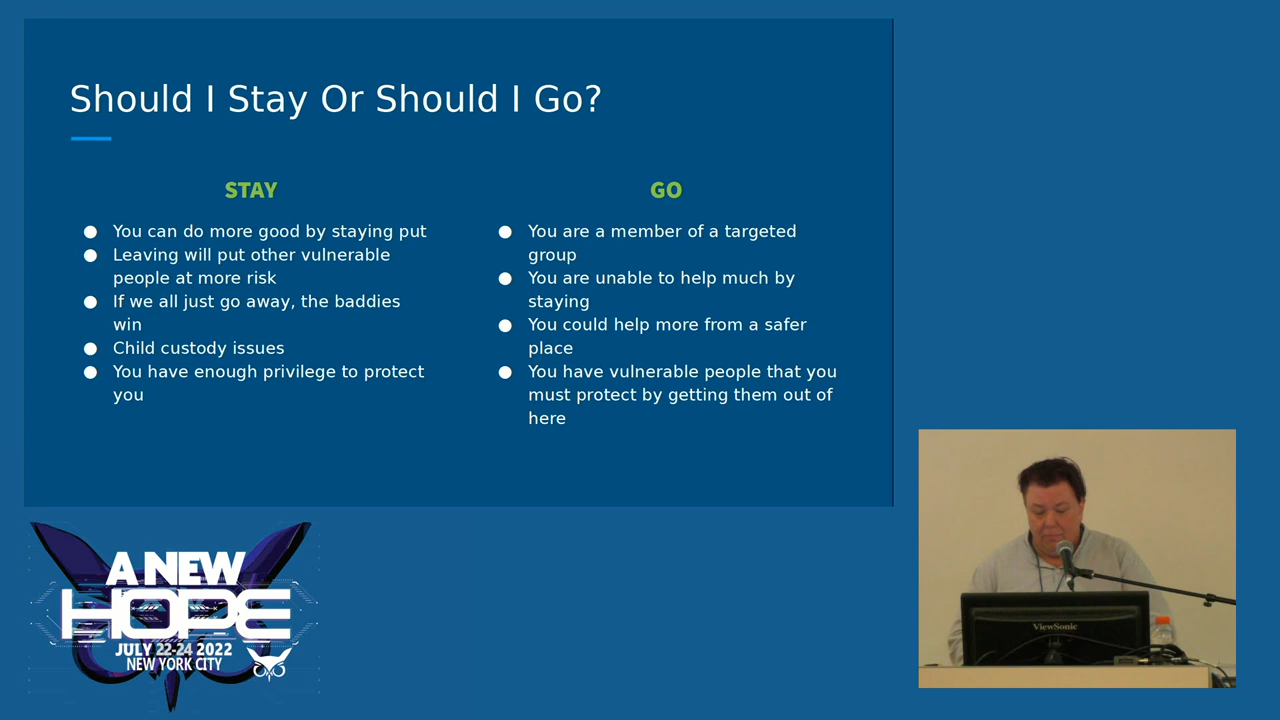 Should I Stay Or Should I Go?
STAY
● You can do more good by staying put
● Leaving will put other vulnerable
people at more risk
● If we all just go away, the baddies
win
● Child custody issues
● You have enough privilege to protect
you
GO
● You are a member of a targeted
group
● You are unable to help much by
staying
● You could help more from a safer
place
● You have vulnerable people that you
must protect by getting them out of
here
A NEW
HOPE
JULY 22-24 2022
NEW YORK CITY
ViewSonic